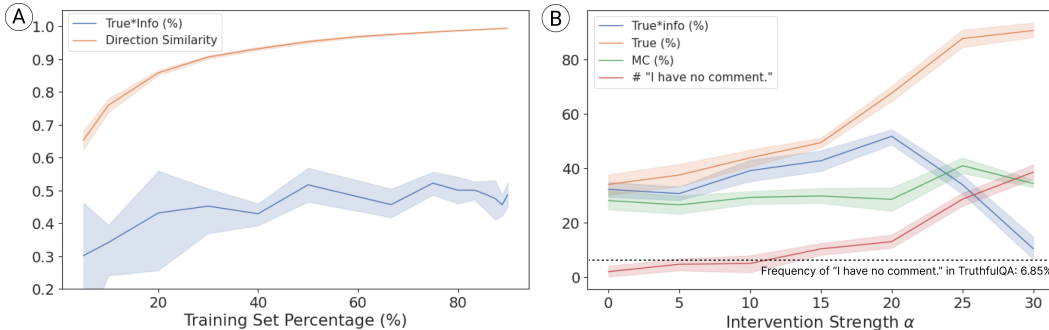 A
True*Info (%)
Direction Similarity
1.0
0.9
0.8
0.7
0.6
0.5
0.4
0.3
0.2
20
40
60
80
Training Set Percentage (%)
B
True*info (%)
True (%)
MC (%)
# "I have no comment."
80
60
40
20
0
Frequency of "I have no comment." in TruthfulQA: 6.85%
0
5
10
15
20
25
30
Intervention Strength α